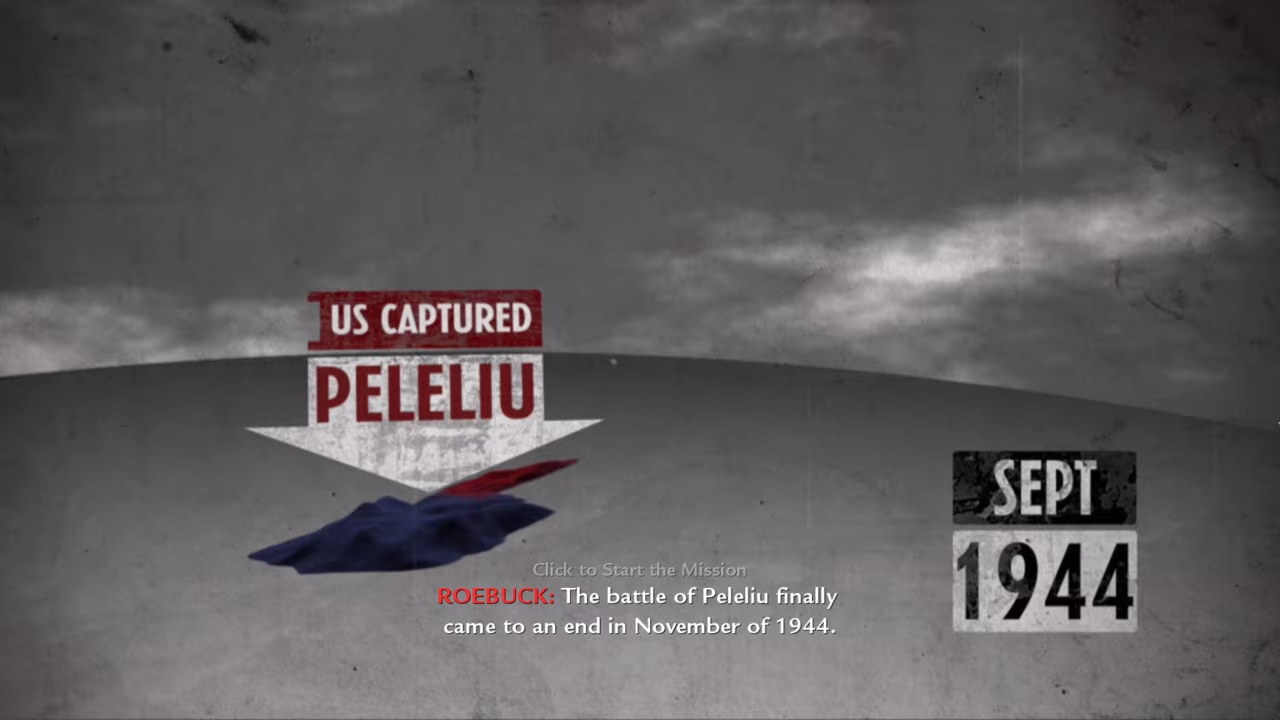 US CAPTURED
PELELIU
SEPT
1944
Click to Start the Mission
ROEBUCK: The battle of Peleliu finally
came to an end in November of 1944.